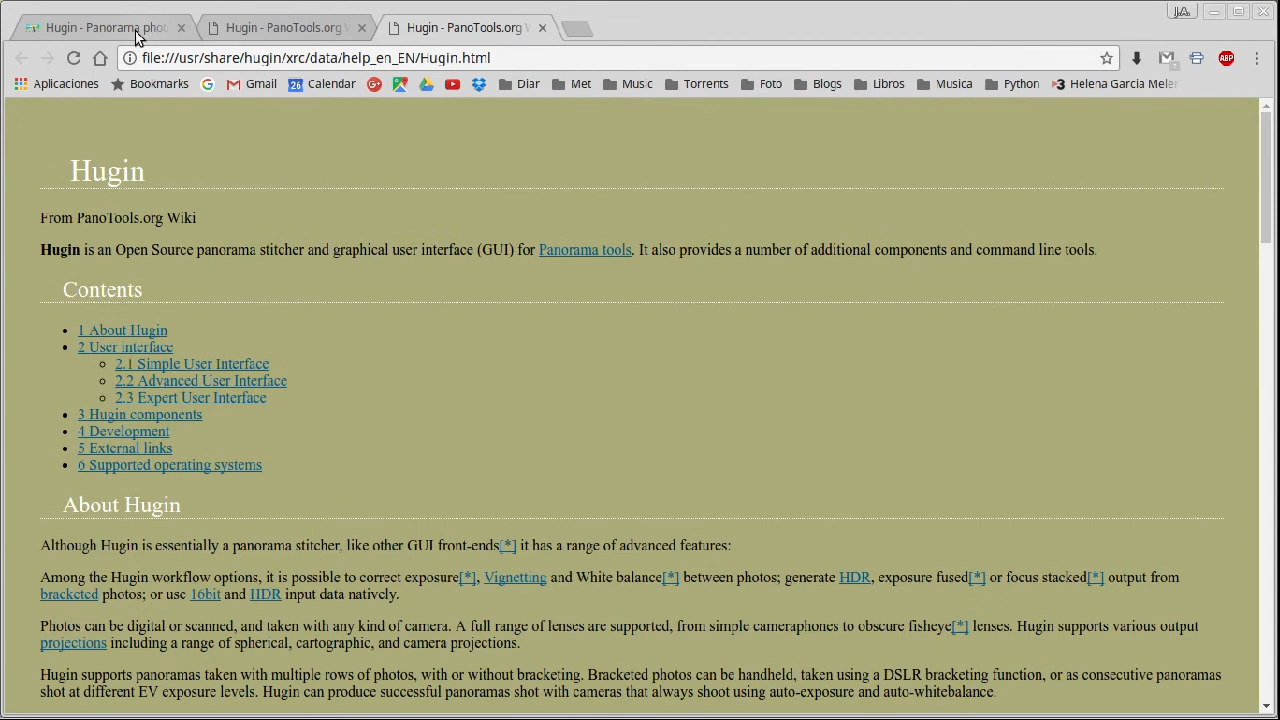 Hugin - Panorama phot
Hugin - PanoTools.org W
Hugin - PanoTools.org W
JA
file:///usr/share/hugin/xrc/data/help_en_EN/Hugin.html
ABP
Aplicaciones
Bookmarks
Gmail
26
Calendar
Diar
Met
Music
Torrents
Foto
Blogs
Libros
Musica
Python
Helena Garcia Meler
Hugin
From PanoTools.org Wiki
Hugin is an Open Source panorama stitcher and graphical user interface (GUI) for Panorama tools. It also provides a number of additional components and command line tools.
Contents
1 About Hugin
2 User interface
2.1 Simple User Interface
2.2 Advanced User Interface
2.3 Expert User Interface
3 Hugin components
4 Development
5 External links
6 Supported operating systems
About Hugin
Although Hugin is essentially a panorama stitcher, like other GUI front-ends[*] it has a range of advanced features:
Among the Hugin workflow options, it is possible to correct exposure[*], Vignetting and White balance[*] between photos; generate HDR, exposure fused[*] or focus stacked[*] output from
bracketed photos; or use 16bit and HDR input data natively.
Photos can be digital or scanned, and taken with any kind of camera. A full range of lenses are supported, from simple cameraphones to obscure fisheye[*] lenses. Hugin supports various output
projections including a range of spherical, cartographic, and camera projections.
Hugin supports panoramas taken with multiple rows of photos, with or without bracketing. Bracketed photos can be handheld, taken using a DSLR bracketing function, or as consecutive panoramas
shot at different EV exposure levels. Hugin can produce successful panoramas shot with cameras that always shoot using auto-exposure and auto-whitebalance.